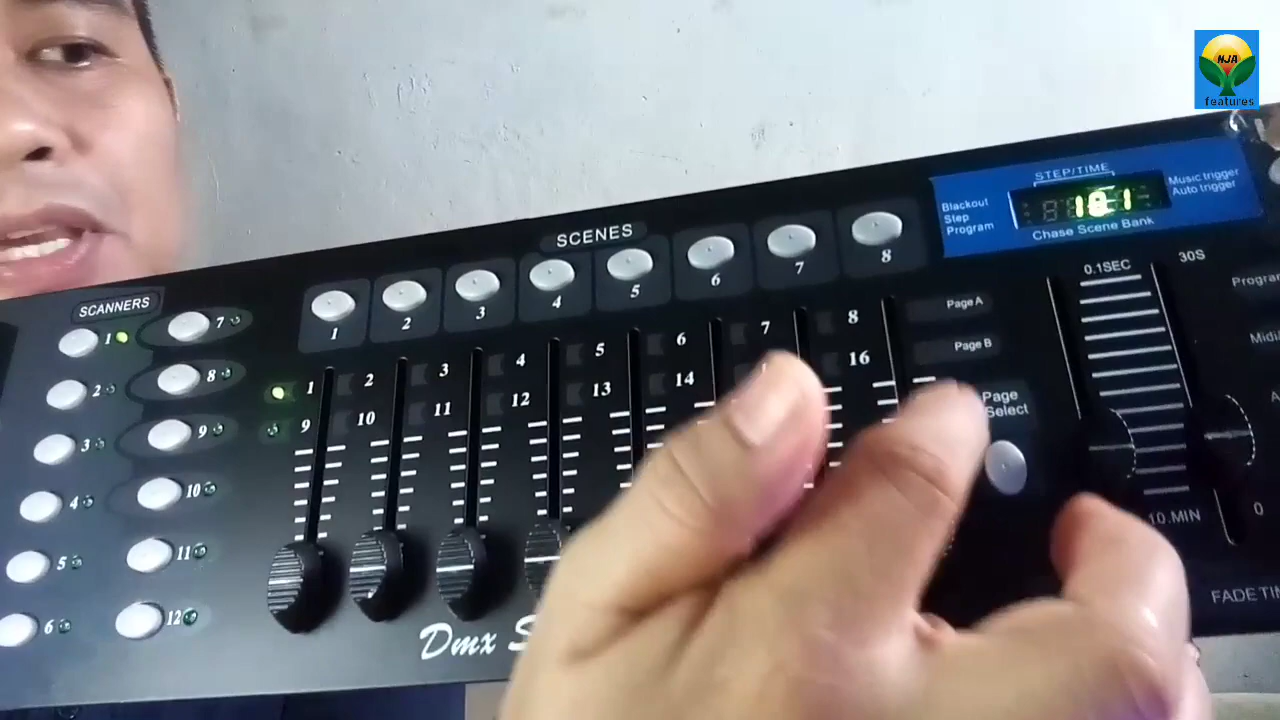 NJA
features
STEP/TIME
Blackout
Step
Program
181
Music trigger
Auto trigger
Chase Scene Bank
SCENES
1 2 3 4 5 6 7 8
SCANNERS
1 7
2 8
3 9
4 10
5 11
6 12
1 2 3 4 5 6 7 8
9 10 11 12 13 14 16
Page A
Page B
Page
Select
0.1SEC
30S
10.MIN
0
Dmx